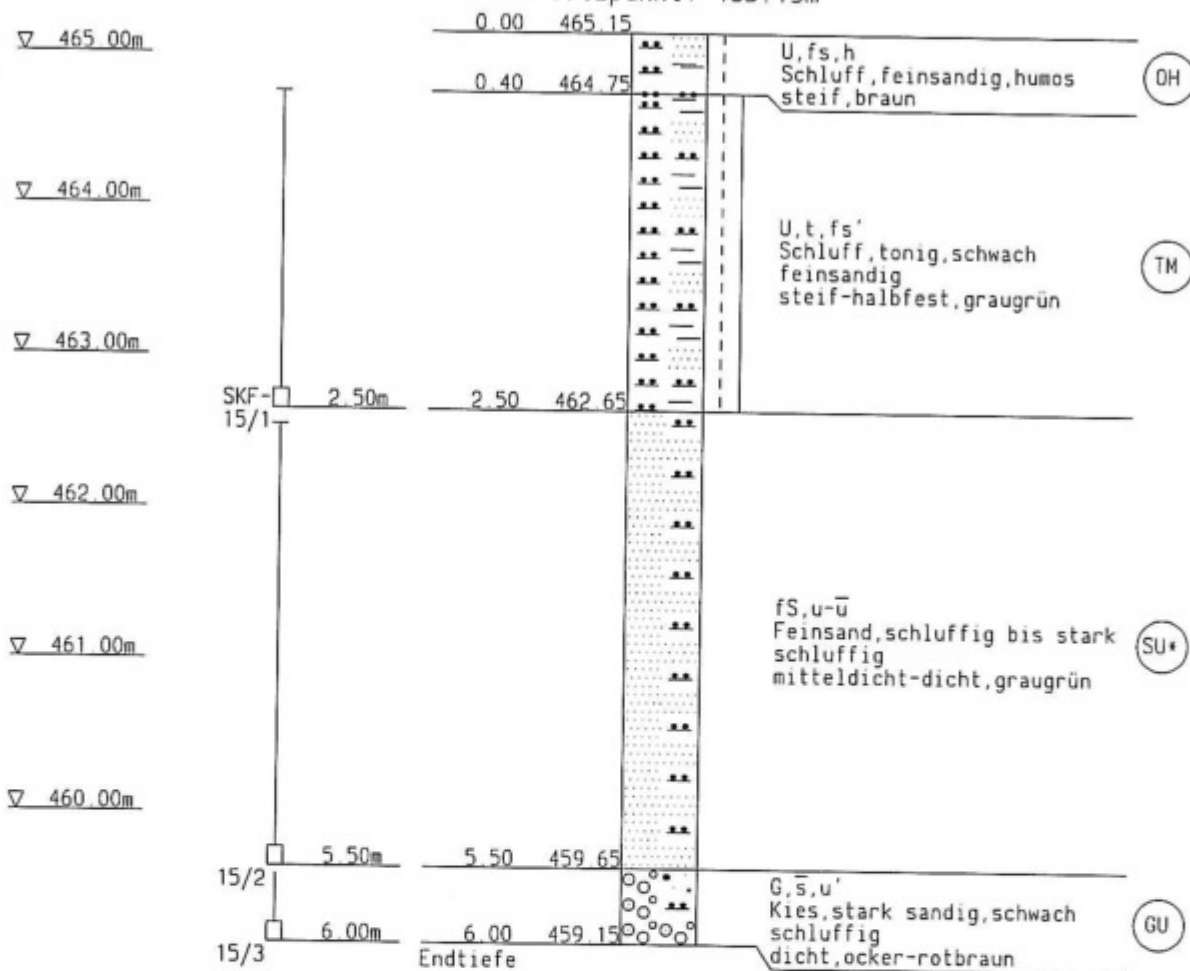 465.15m
0.00 465.15
465.00m
U,fs,h
Schluff,feinsandig,humos
steif,braun
OH
0.40 464.75
464.00m
U,t,fs'
Schluff,tonig,schwach
feinsandig
steif-halbfest,graugrün
TM
463.00m
SKF-
15/1
2.50m
2.50 462.65
462.00m
fS,u-ū
Feinsand,schluffig bis stark
schluffig
mitteldicht-dicht,graugrün
SU*
461.00m
460.00m
15/2
5.50m
5.50 459.65
G,s̄,u'
Kies,stark sandig,schwach
schluffig
dicht,ocker-rotbraun
GU
15/3
6.00m
6.00 459.15
Endtiefe